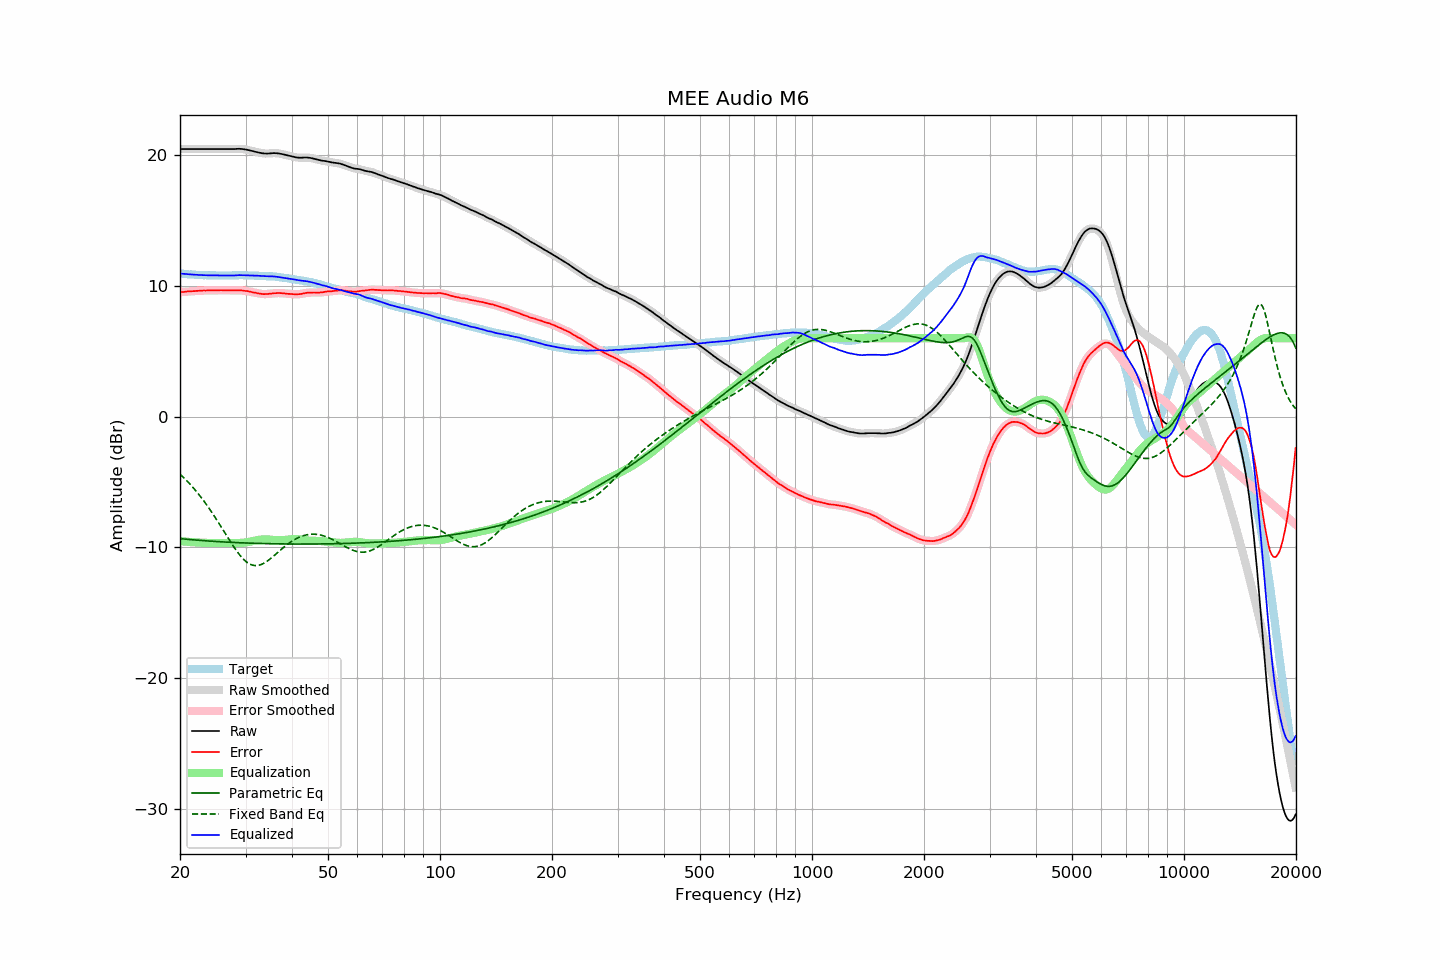 MEE Audio M6
Amplitude (dBr)
20
10
0
−10
−20
−30
Target
Raw Smoothed
Error Smoothed
Raw
Error
Equalization
Parametric Eq
Fixed Band Eq
Equalized
20 50 100 200 500 1000 2000 5000 10000 20000
Frequency (Hz)